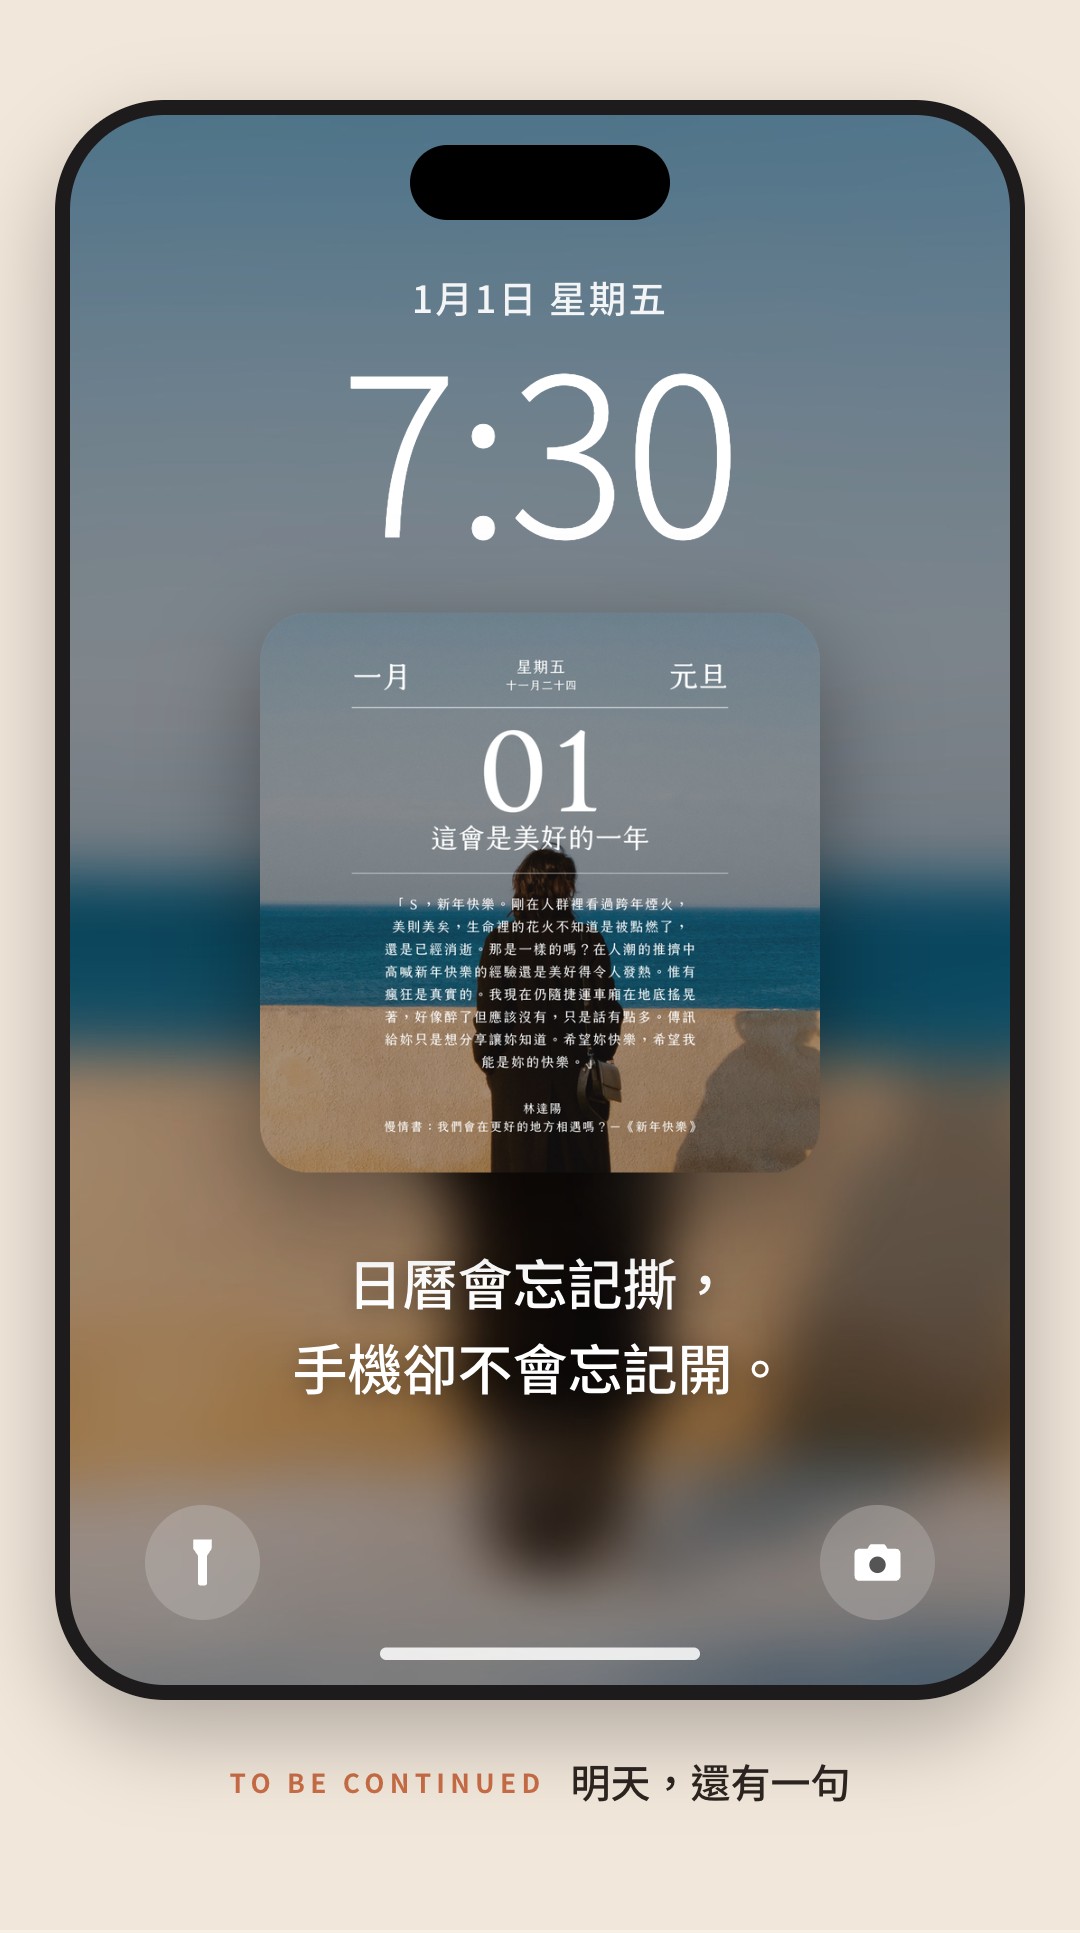 1月1日 星期五
7:30
一月
星期五
十一月二十四
元旦
01
這會是美好的一年
「S，新年快樂。剛在人群裡看過跨年煙火，
美則美矣，生命裡的花火不知道是被點燃了，
還是已經消逝。那是一樣的嗎？在人潮的推擠中
高喊新年快樂的經驗還是美好得令人發熱。惟有
瘋狂是真實的。我現在仍隨捷運車廂在地底搖晃
著，好像醉了但應該沒有，只是話有點多。傳訊
給妳只是想分享讓妳知道。希望妳快樂，希望我
能是妳的快樂。」
林達陽
慢情書：我們會在更好的地方相遇嗎？－《新年快樂》
日曆會忘記撕，
手機卻不會忘記開。
TO BE CONTINUED 明天，還有一句